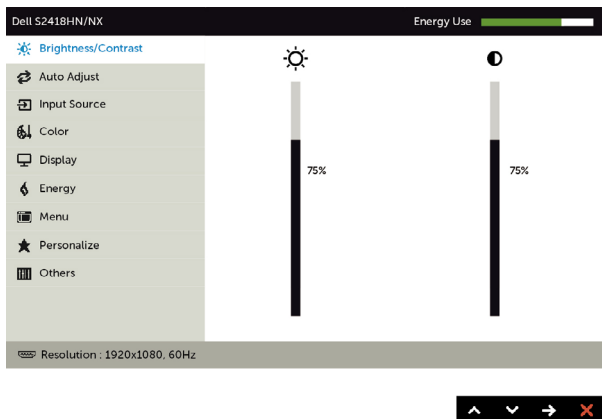 Dell S2418HN/NX Energy Use
Brightness/Contrast
Auto Adjust
Input Source
Color
Display
Energy
Menu
Personalize
Others
75% 75%
Resolution : 1920x1080, 60Hz